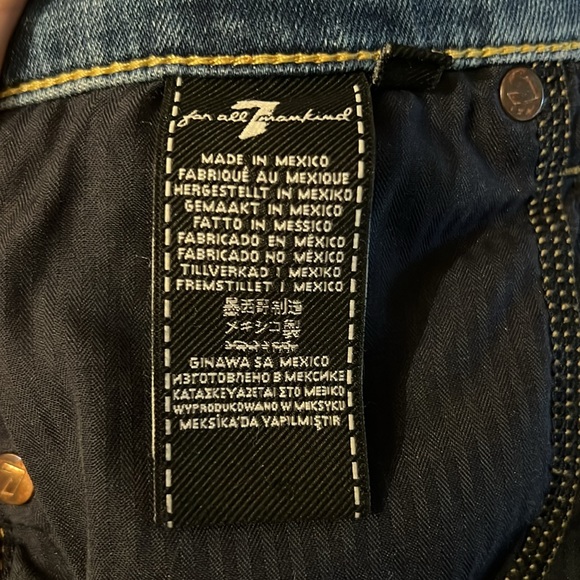 for all 7 mankind
MADE IN MEXICO
FABRIQUÉ AU MEXIQUE
HERGESTELLT IN MEXIKO
GEMAAKT IN MEXICO
FATTO IN MESSICO
FABRICADO EN MÉXICO
FABRICADO NO MÉXICO
TILLVERKAD I MEXIKO
FREMSTILLET I MEXICO
墨西哥制造
メキシコ製
GINAWA SA MEXICO
ИЗГОТОВЛЕНО В МЕКСИКЕ
ΚΑΤΑΣΚΕΥΑΖΕΤΑΙ ΣΤΟ ΜΕΞΙΚΟ
WYPRODUKOWANO W MEKSYKU
MEKSİKA'DA YAPILMIŞTIR